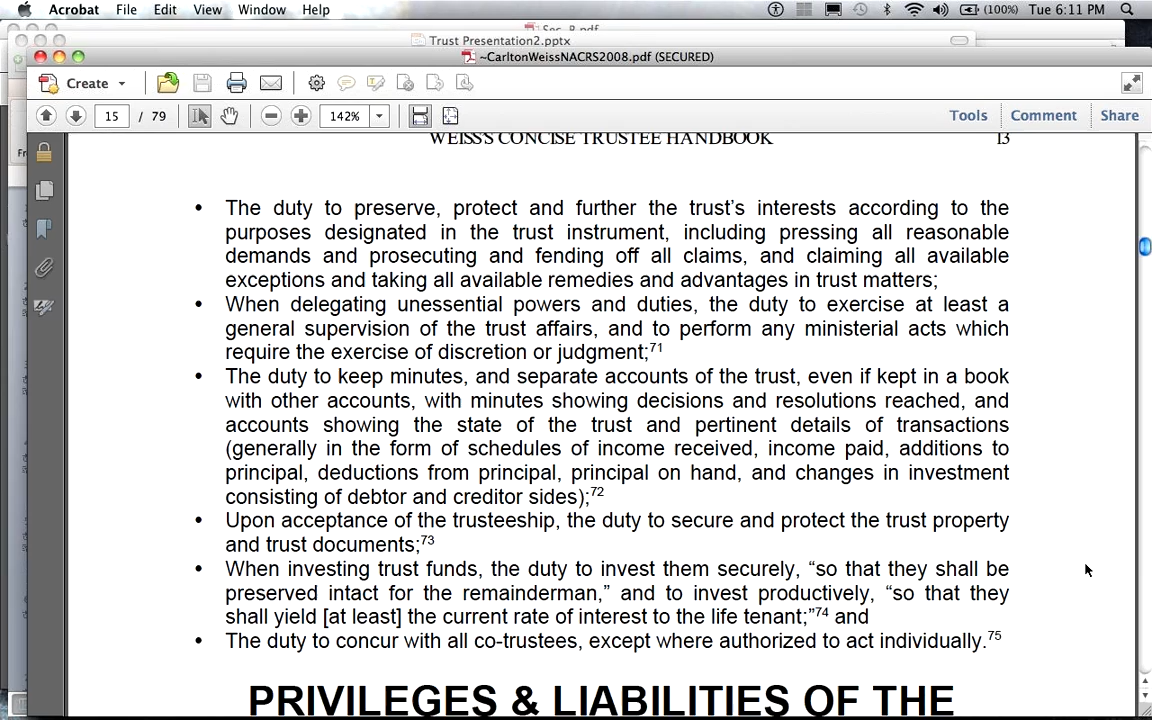 Acrobat File Edit View Window Help (100%) Tue 6:11 PM
Sec R.pdf
Trust Presentation2.pptx
~CarltonWeissNACRS2008.pdf (SECURED)
Create
15 / 79 142% Tools Comment Share
WEISS'S CONCISE TRUSTEE HANDBOOK 13
• The duty to preserve, protect and further the trust's interests according to the
purposes designated in the trust instrument, including pressing all reasonable
demands and prosecuting and fending off all claims, and claiming all available
exceptions and taking all available remedies and advantages in trust matters;
• When delegating unessential powers and duties, the duty to exercise at least a
general supervision of the trust affairs, and to perform any ministerial acts which
require the exercise of discretion or judgment;71
• The duty to keep minutes, and separate accounts of the trust, even if kept in a book
with other accounts, with minutes showing decisions and resolutions reached, and
accounts showing the state of the trust and pertinent details of transactions
(generally in the form of schedules of income received, income paid, additions to
principal, deductions from principal, principal on hand, and changes in investment
consisting of debtor and creditor sides);72
• Upon acceptance of the trusteeship, the duty to secure and protect the trust property
and trust documents;73
• When investing trust funds, the duty to invest them securely, “so that they shall be
preserved intact for the remainderman,” and to invest productively, “so that they
shall yield [at least] the current rate of interest to the life tenant;”74 and
• The duty to concur with all co-trustees, except where authorized to act individually.75
PRIVILEGES & LIABILITIES OF THE